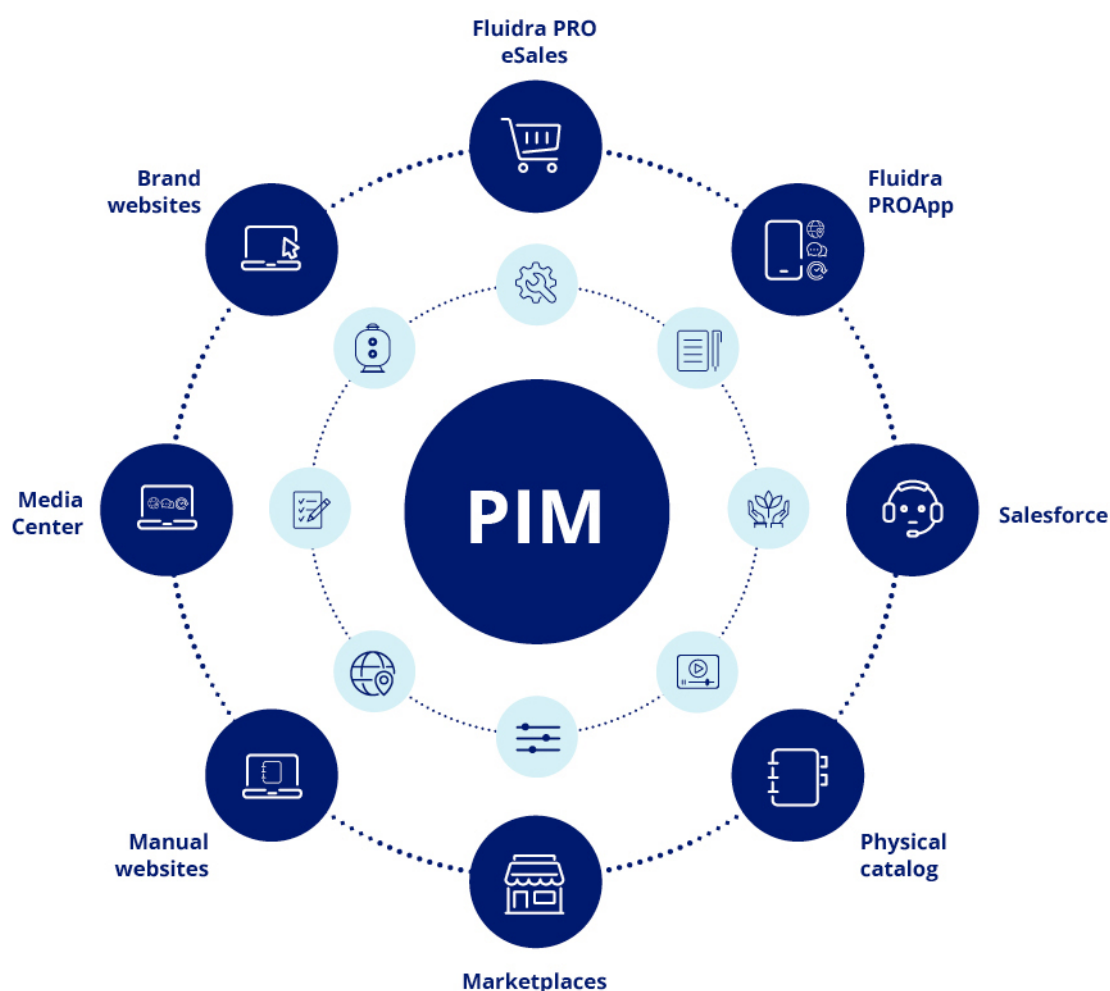 Fluidra PRO
eSales
Brand
websites
Fluidra
PROApp
Media
Center
PIM
Salesforce
Manual
websites
Physical
catalog
Marketplaces